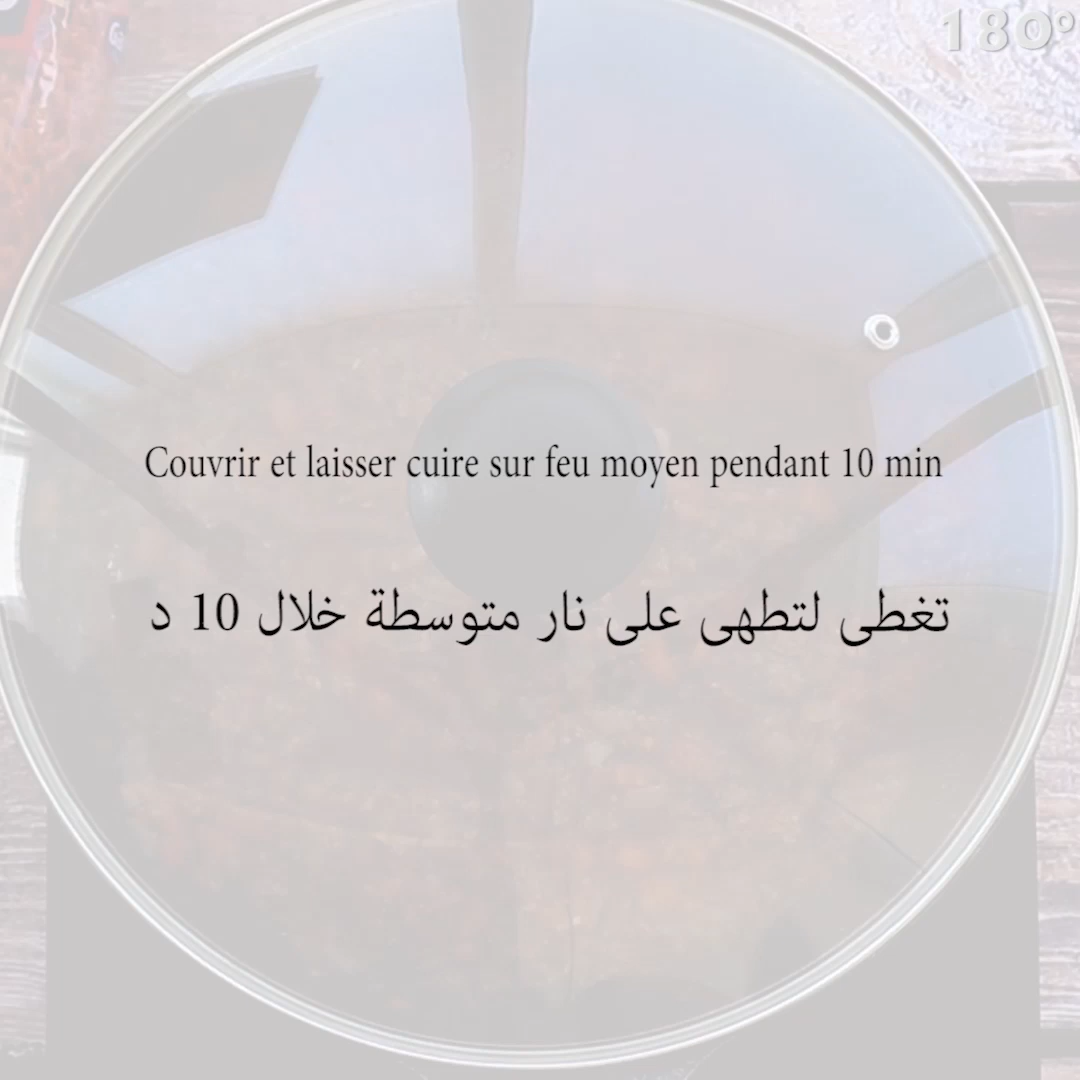 180°
Couvrir et laisser cuire sur feu moyen pendant 10 min
تغطى لتطهى على نار متوسطة خلال 10 د